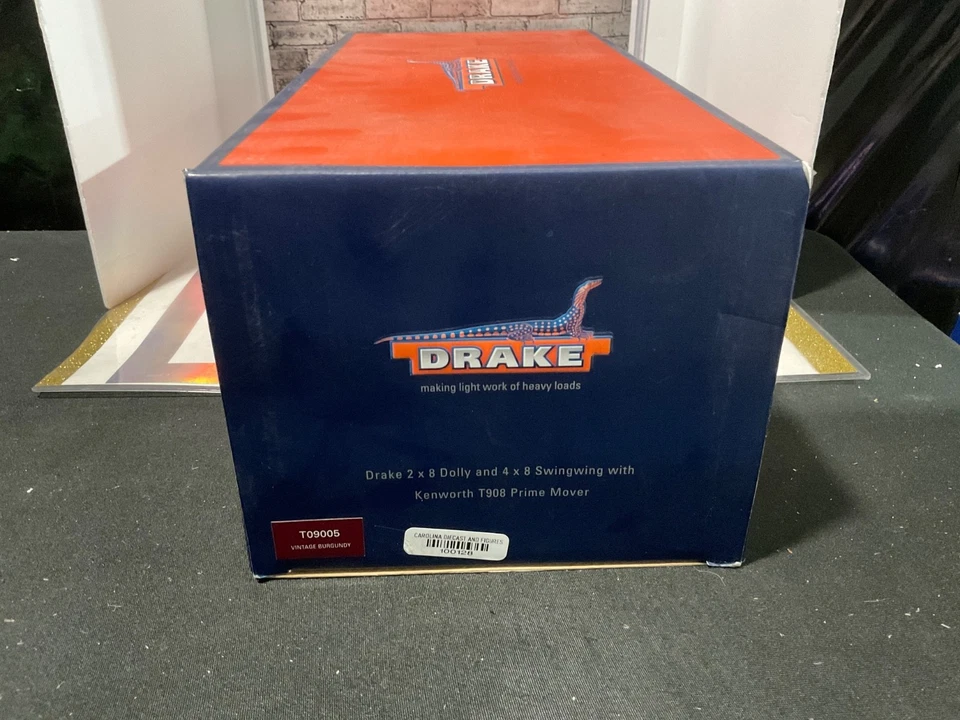 DRAKE
DRAKE
making light work of heavy loads
Drake 2 x 8 Dolly and 4 x 8 Swingwing with
Kenworth T908 Prime Mover
T09005
VINTAGE BURGUNDY
CAROLINA DIECAST AND FIGURES
100128